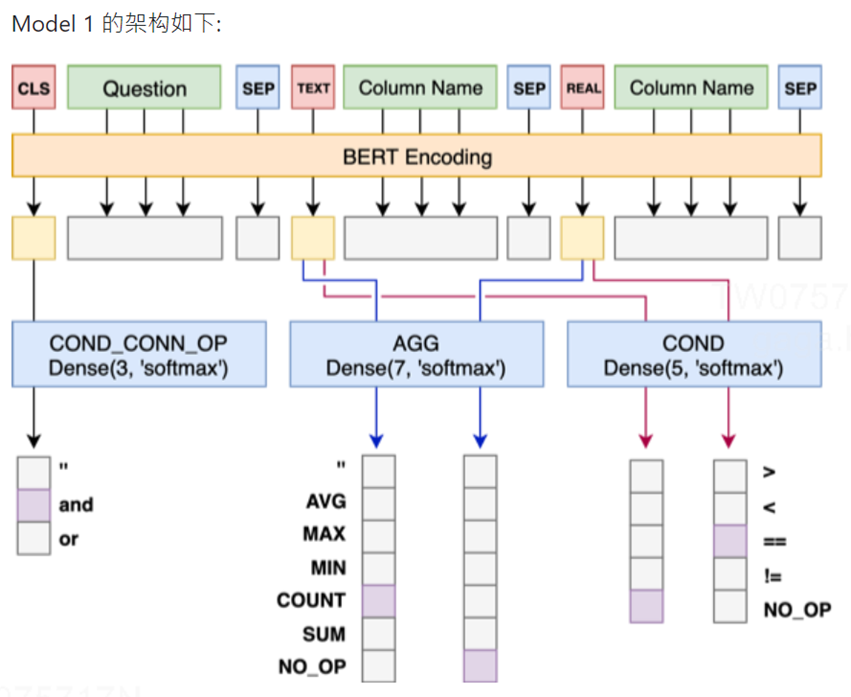 Model 1 的架构如下:
CLS Question SEP TEXT Column Name SEP REAL Column Name SEP
BERT Encoding
COND_CONN_OP
Dense(3, 'softmax')
AGG
Dense(7, 'softmax')
COND
Dense(5, 'softmax')
"
and
or
"
AVG
MAX
MIN
COUNT
SUM
NO_OP
>
<
==
!=
NO_OP